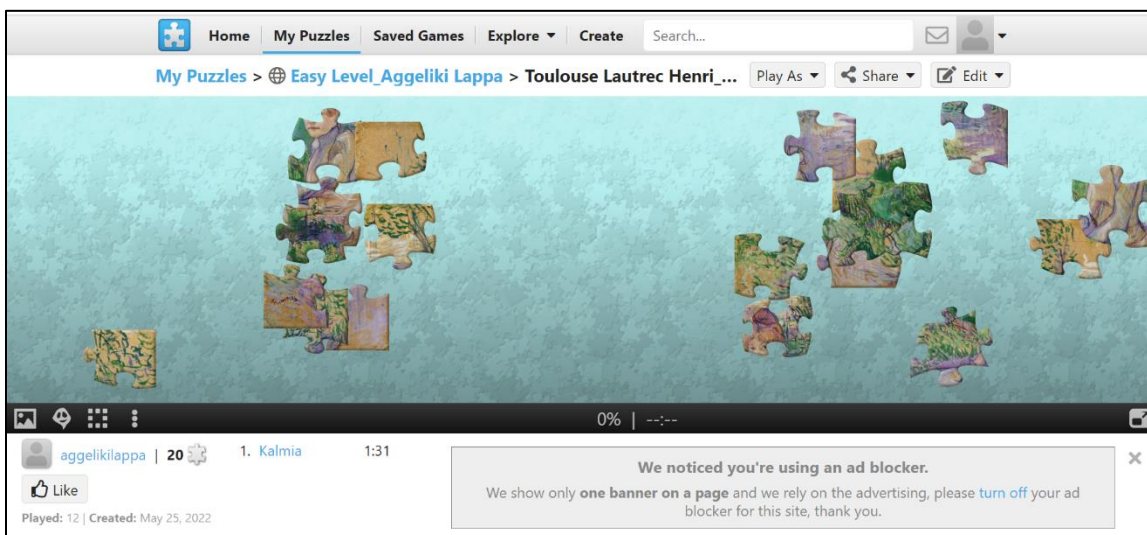 Home My Puzzles Saved Games Explore Create Search...
My Puzzles > Easy Level_Aggeliki Lappa > Toulouse Lautrec Henri_... Play As Share Edit
0% | --:--
aggelikilappa | 20 1. Kalmia 1:31
Like
Played: 12 | Created: May 25, 2022
We noticed you're using an ad blocker.
We show only one banner on a page and we rely on the advertising, please turn off your ad
blocker for this site, thank you.